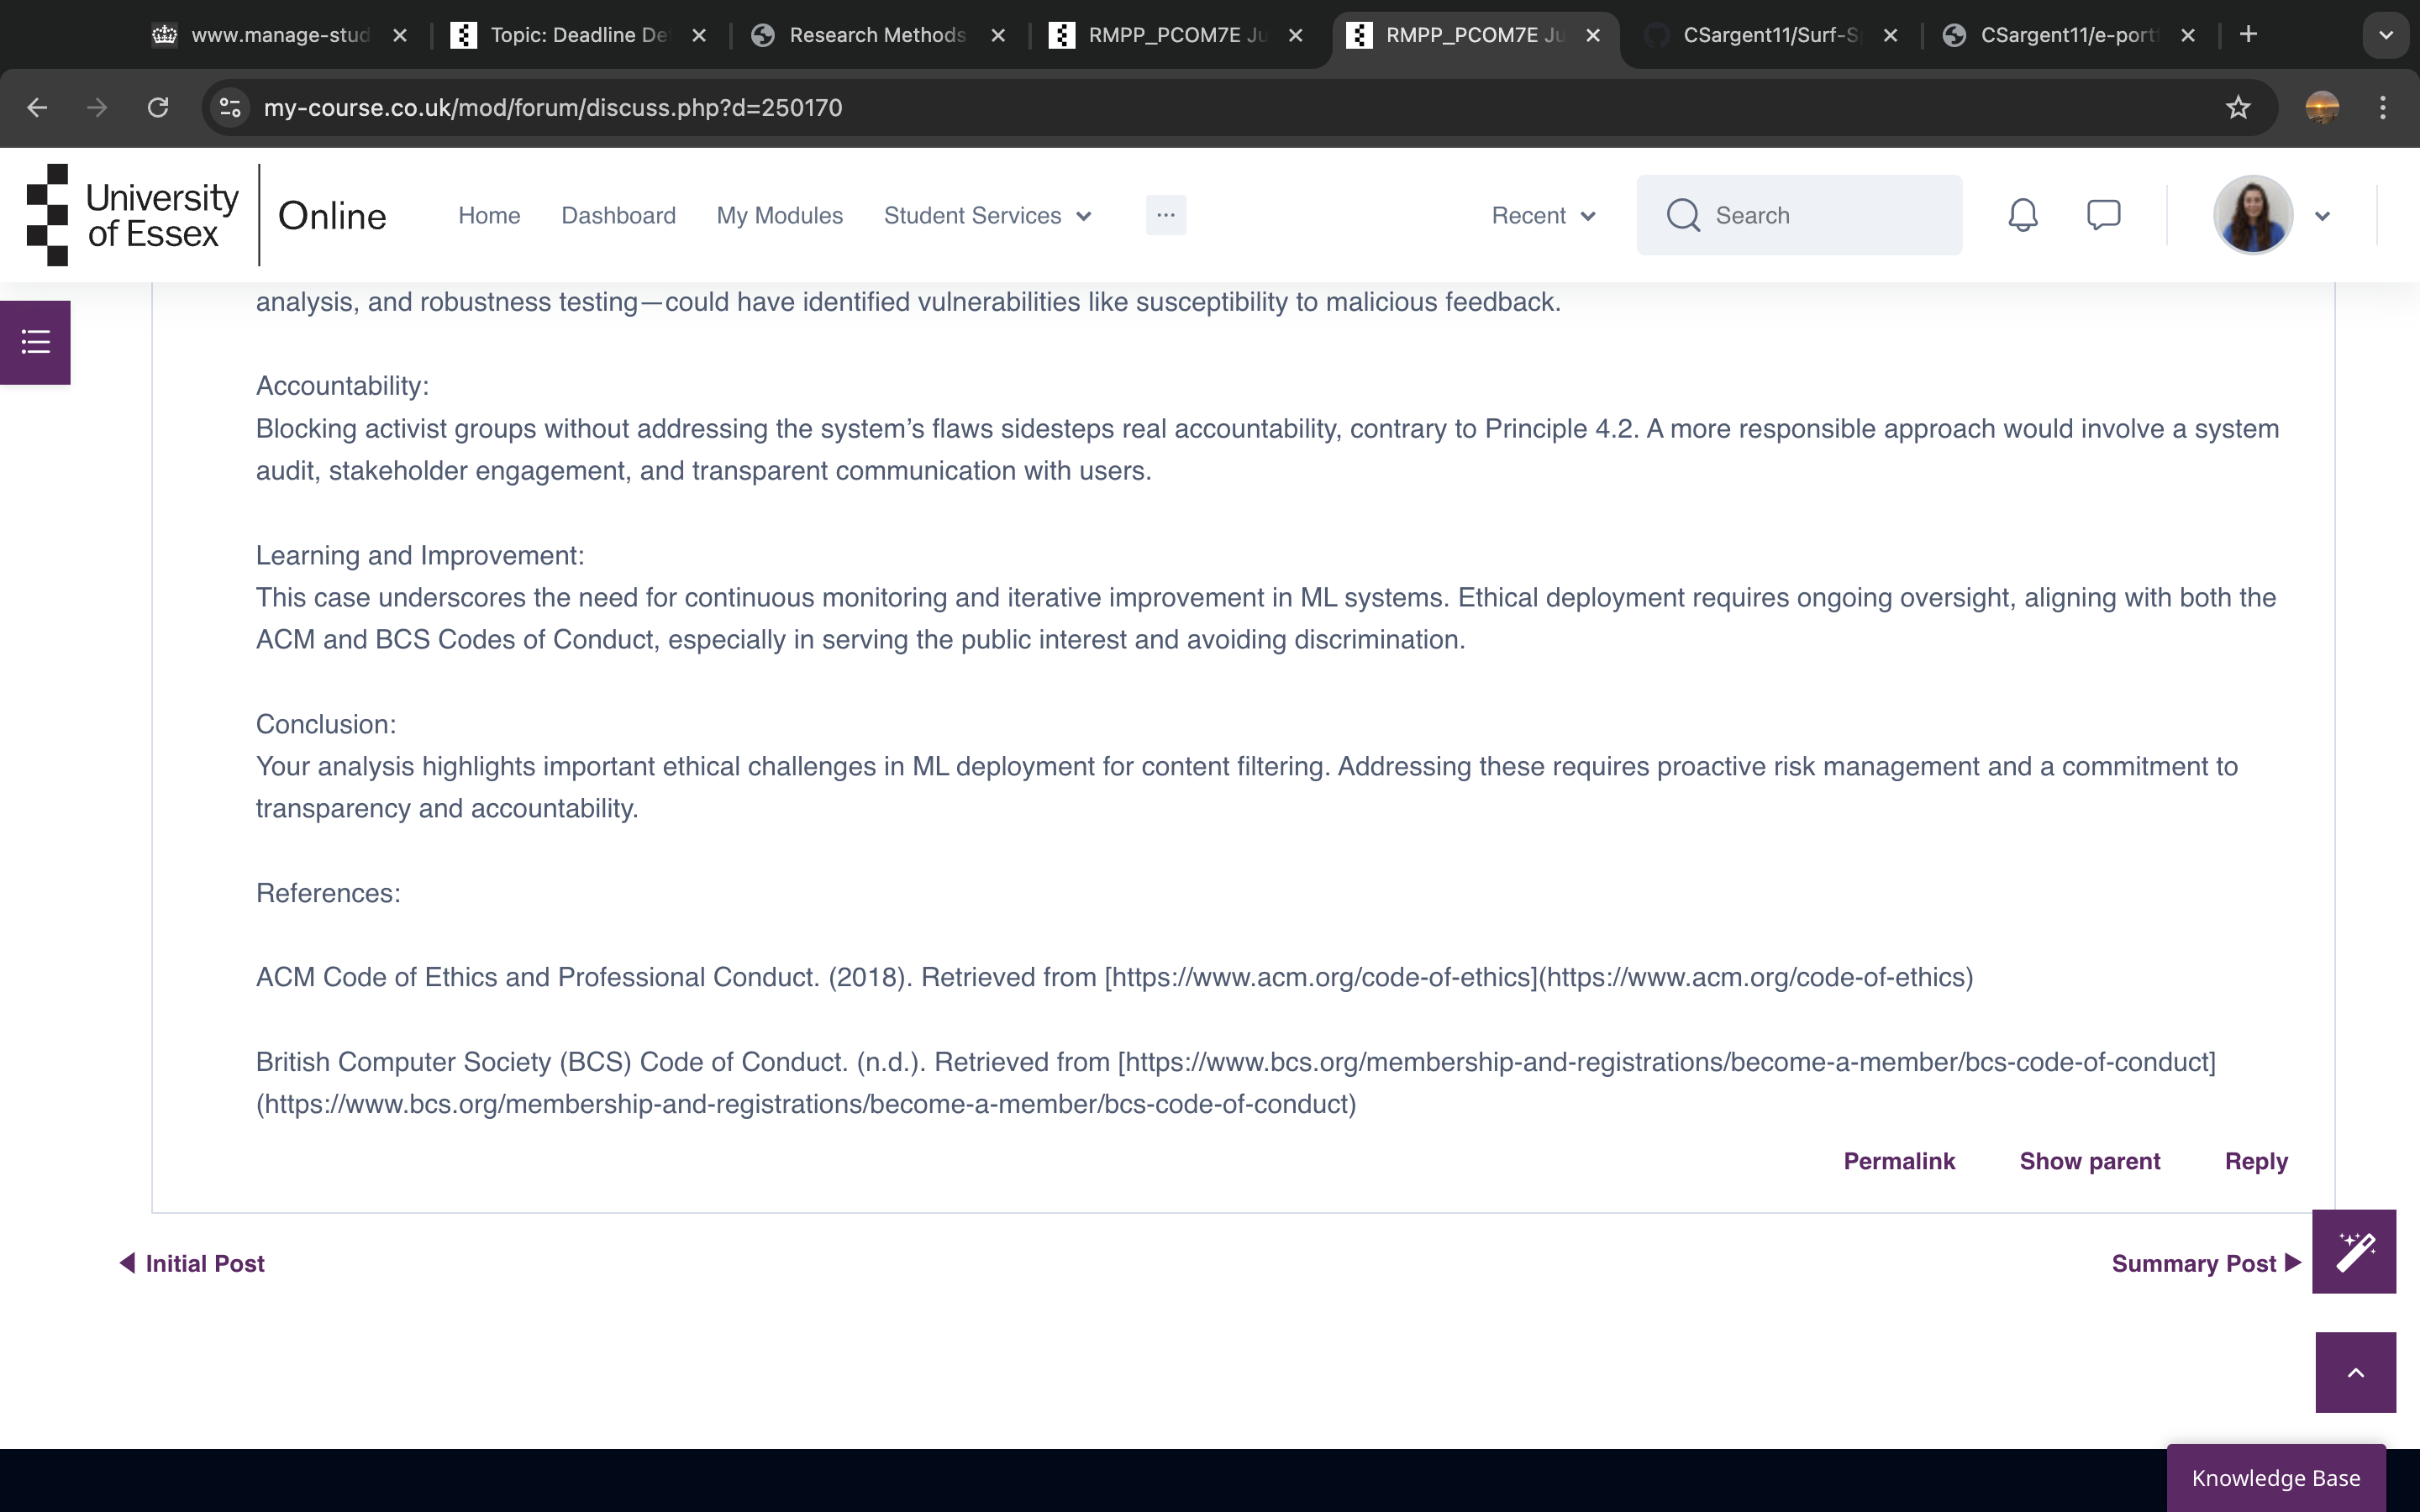 www.manage-stud
Topic: Deadline De
Research Methods
RMPP_PCOM7E Ju
RMPP_PCOM7E Ju
CSargent11/Surf-S
CSargent11/e-port
my-course.co.uk/mod/forum/discuss.php?d=250170
University
of Essex
Online
Home
Dashboard
My Modules
Student Services
Recent
Search
analysis, and robustness testing—could have identified vulnerabilities like susceptibility to malicious feedback.
Accountability:
Blocking activist groups without addressing the system’s flaws sidesteps real accountability, contrary to Principle 4.2. A more responsible approach would involve a system
audit, stakeholder engagement, and transparent communication with users.
Learning and Improvement:
This case underscores the need for continuous monitoring and iterative improvement in ML systems. Ethical deployment requires ongoing oversight, aligning with both the
ACM and BCS Codes of Conduct, especially in serving the public interest and avoiding discrimination.
Conclusion:
Your analysis highlights important ethical challenges in ML deployment for content filtering. Addressing these requires proactive risk management and a commitment to
transparency and accountability.
References:
ACM Code of Ethics and Professional Conduct. (2018). Retrieved from [https://www.acm.org/code-of-ethics](https://www.acm.org/code-of-ethics)
British Computer Society (BCS) Code of Conduct. (n.d.). Retrieved from [https://www.bcs.org/membership-and-registrations/become-a-member/bcs-code-of-conduct]
(https://www.bcs.org/membership-and-registrations/become-a-member/bcs-code-of-conduct)
Permalink
Show parent
Reply
Initial Post
Summary Post
Knowledge Base